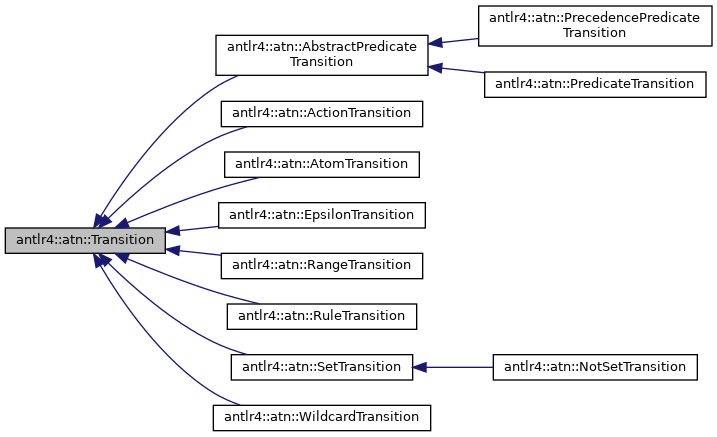 antlr4::atn::PrecedencePredicate
Transition
antlr4::atn::AbstractPredicate
Transition
antlr4::atn::PredicateTransition
antlr4::atn::ActionTransition
antlr4::atn::AtomTransition
antlr4::atn::EpsilonTransition
antlr4::atn::Transition
antlr4::atn::RangeTransition
antlr4::atn::RuleTransition
antlr4::atn::SetTransition
antlr4::atn::NotSetTransition
antlr4::atn::WildcardTransition